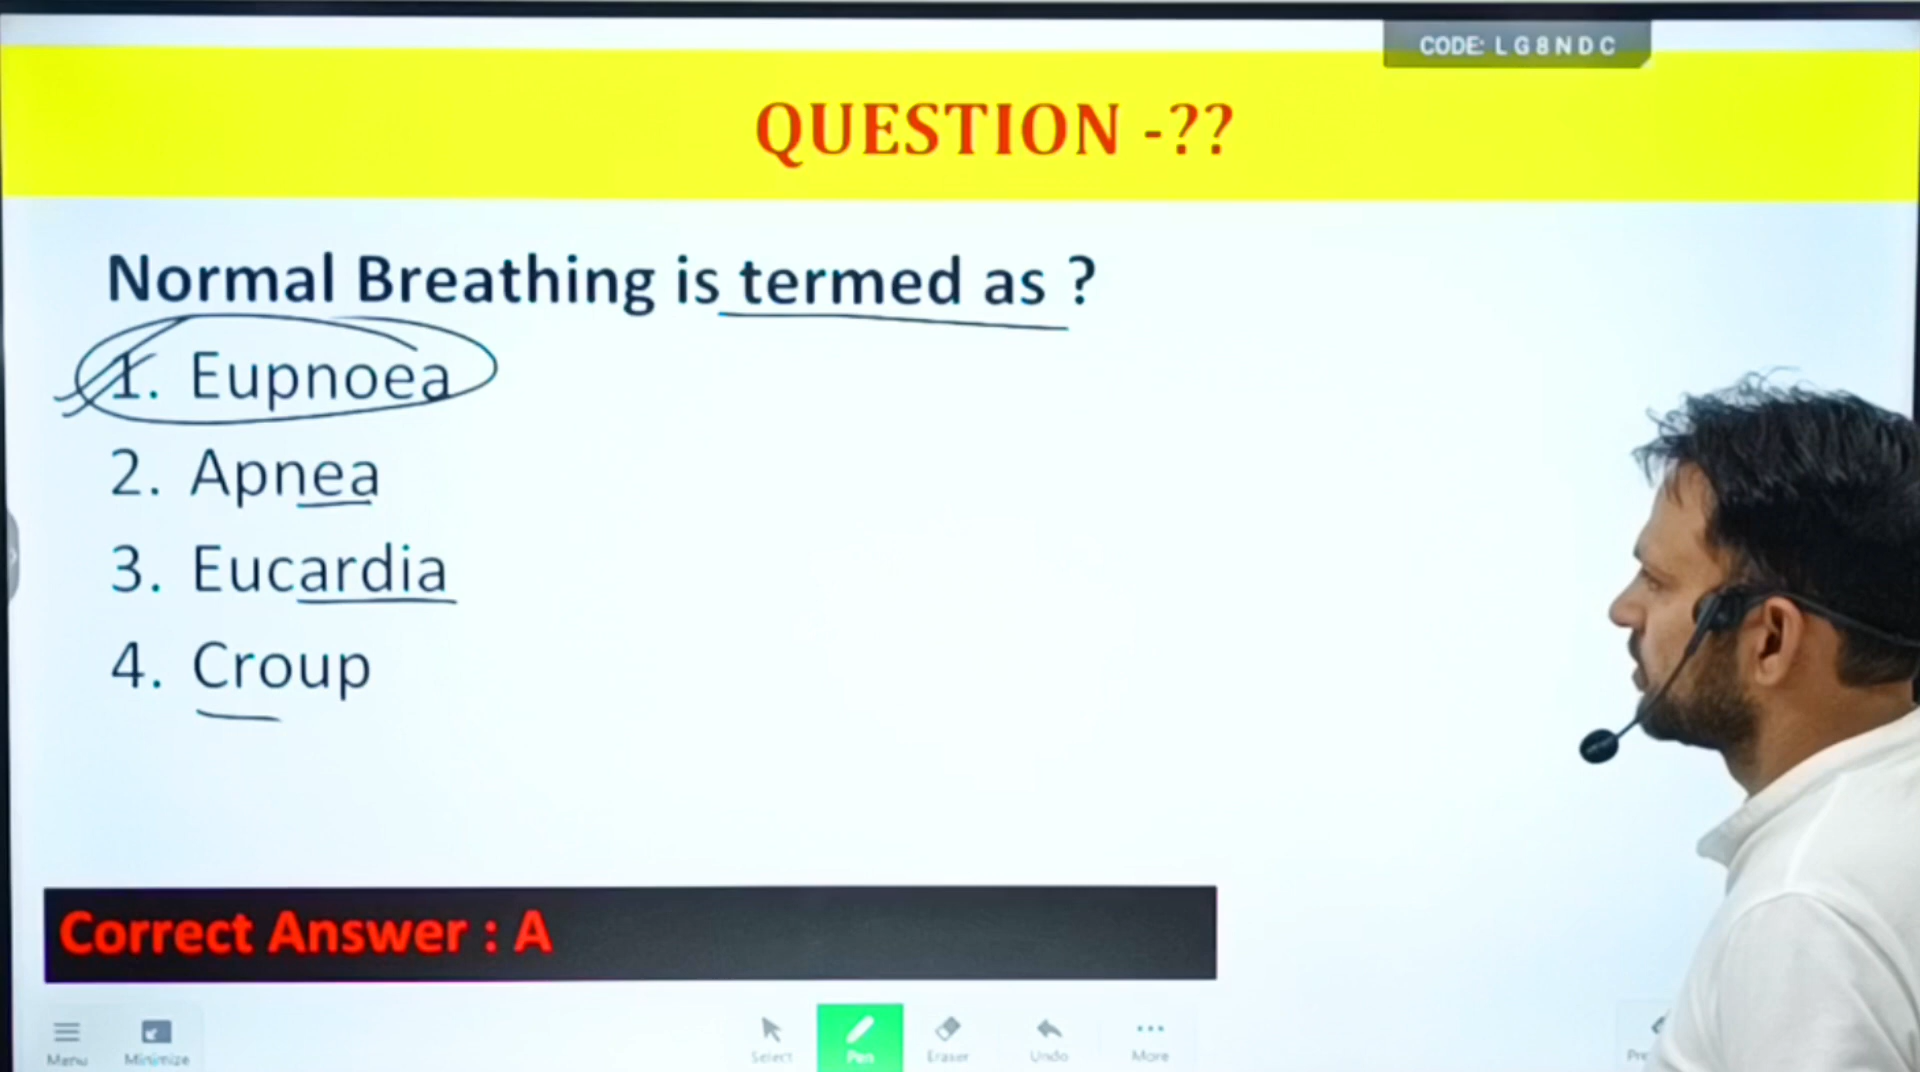 CODE: L G 8 N D C
QUESTION -??
Normal Breathing is termed as ?
1. Eupnoea
2. Apnea
3. Eucardia
4. Croup
Correct Answer : A
Menu Minimize Select Pen Eraser Undo More